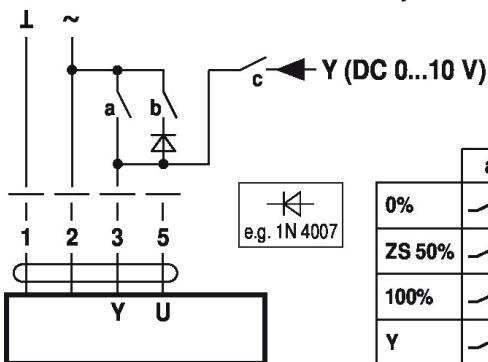 ⊥ ~
c Y (DC 0...10 V)
a b
e.g. 1N 4007
1 2 3 5
Y U
a
0%
ZS 50%
100%
Y